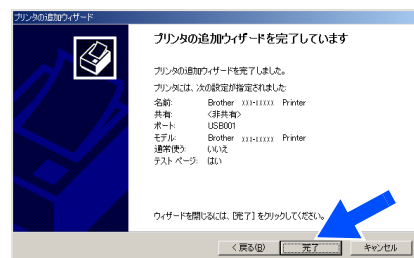 プリンタの追加ウィザード
プリンタの追加ウィザードを完了しています
プリンタの追加ウィザードを完了しました。
プリンタには、次の設定が指定されました:
名前: Brother xxx-xxxxx Printer
共有: <非共有>
ポート: USB001
モデル: Brother xxx-xxxxx Printer
通常使う: いいえ
テスト ページ: はい
ウィザードを閉じるには、[完了] をクリックしてください。
< 戻る(B) 完了 キャンセル